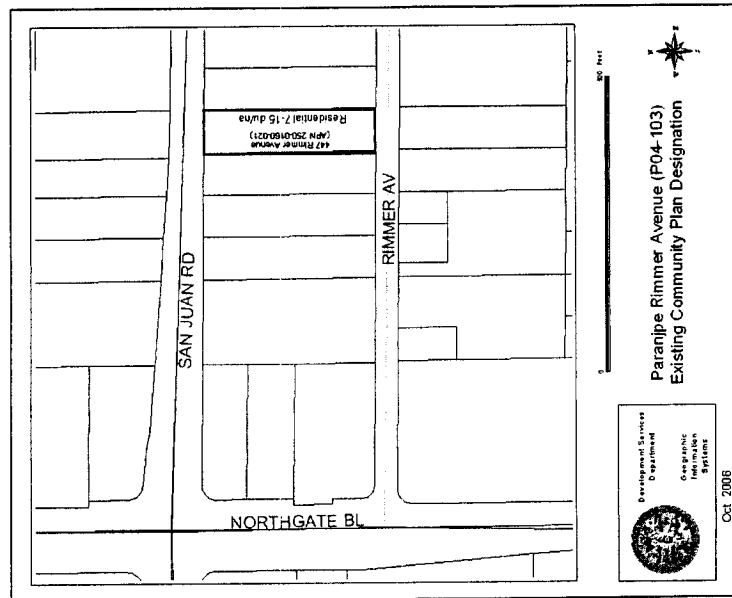 SAN JUAN RD
447 Rimmer Avenue
(APN 250-0160-021)
Residential 7-15 du/na
RIMMER AV
NORTHGATE BL
Paranjpe Rimmer Avenue (P04-103)
Existing Community Plan Designation
Development Services
Department
Geographic
Information
Systems
Oct 2006
0
Feet
N
E
S
W